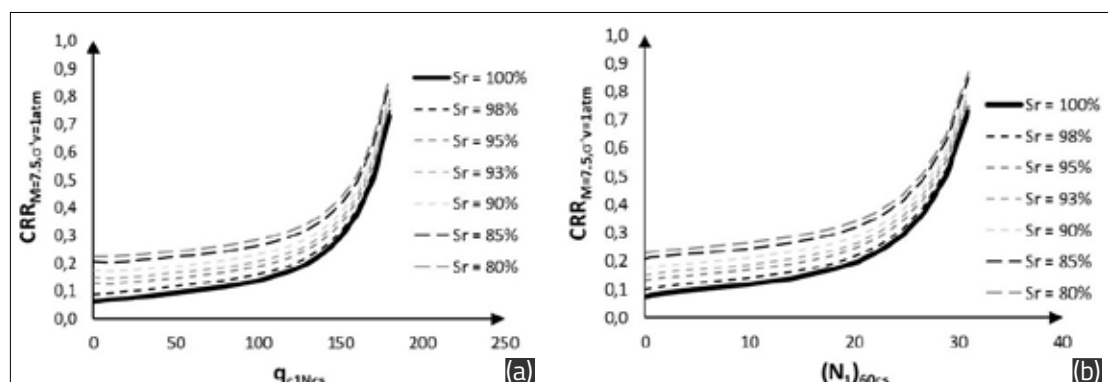 CRR M=7.5,σ'v=1atm
1,0
0,9
0,8
0,7
0,6
0,5
0,4
0,3
0,2
0,1
0,0
0 50 100 150 200 250
q c1Ncs
Sr = 100%
Sr = 98%
Sr = 95%
Sr = 93%
Sr = 90%
Sr = 85%
Sr = 80%
(a)
CRR M=7.5,σ'v=1atm
1,0
0,9
0,8
0,7
0,6
0,5
0,4
0,3
0,2
0,1
0,0
0 10 20 30 40
(N1)60cs
Sr = 100%
Sr = 98%
Sr = 95%
Sr = 93%
Sr = 90%
Sr = 85%
Sr = 80%
(b)